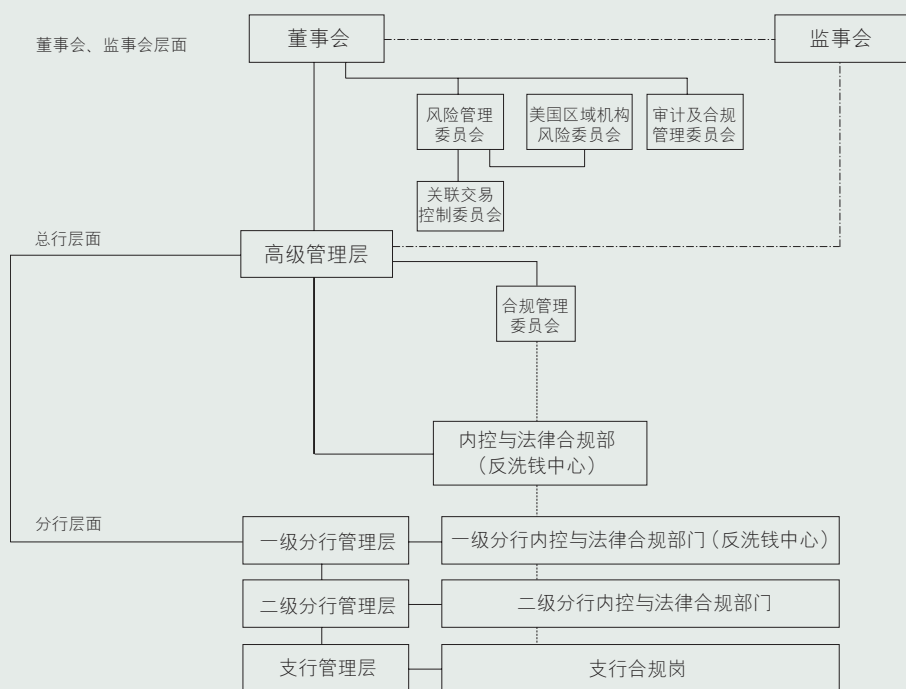 董事会、监事会层面
董事会
监事会
风险管理
委员会
美国区域机构
风险委员会
审计及合规
管理委员会
关联交易
控制委员会
总行层面
高级管理层
合规管理
委员会
内控与法律合规部
（反洗钱中心）
分行层面
一级分行管理层
一级分行内控与法律合规部门（反洗钱中心）
二级分行管理层
二级分行内控与法律合规部门
支行管理层
支行合规岗